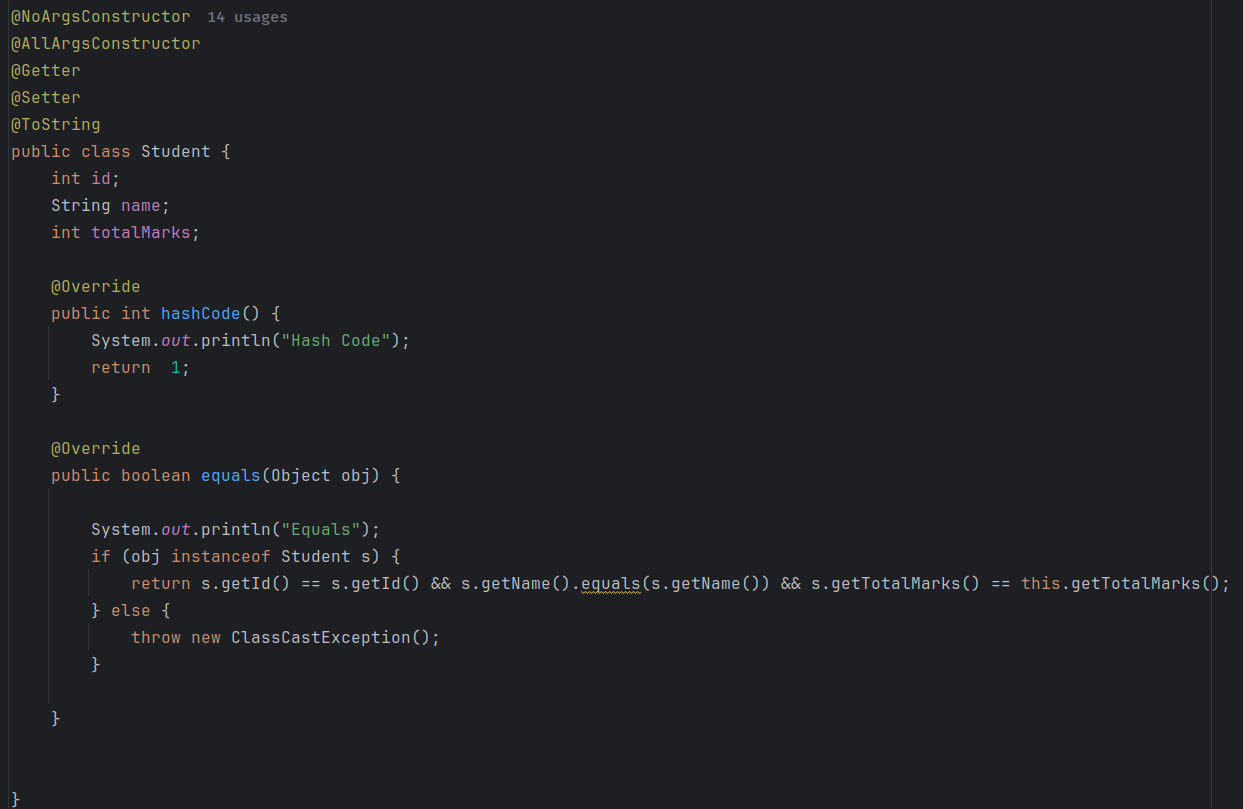 @NoArgsConstructor 14 usages
@AllArgsConstructor
@Getter
@Setter
@ToString
public class Student {
    int id;
    String name;
    int totalMarks;

    @Override
    public int hashCode() {
        System.out.println("Hash Code");
        return  1;
    }

    @Override
    public boolean equals(Object obj) {

        System.out.println("Equals");
        if (obj instanceof Student s) {
            return s.getId() == s.getId() && s.getName().equals(s.getName()) && s.getTotalMarks() == this.getTotalMarks();
        } else {
            throw new ClassCastException();
        }

    }

}